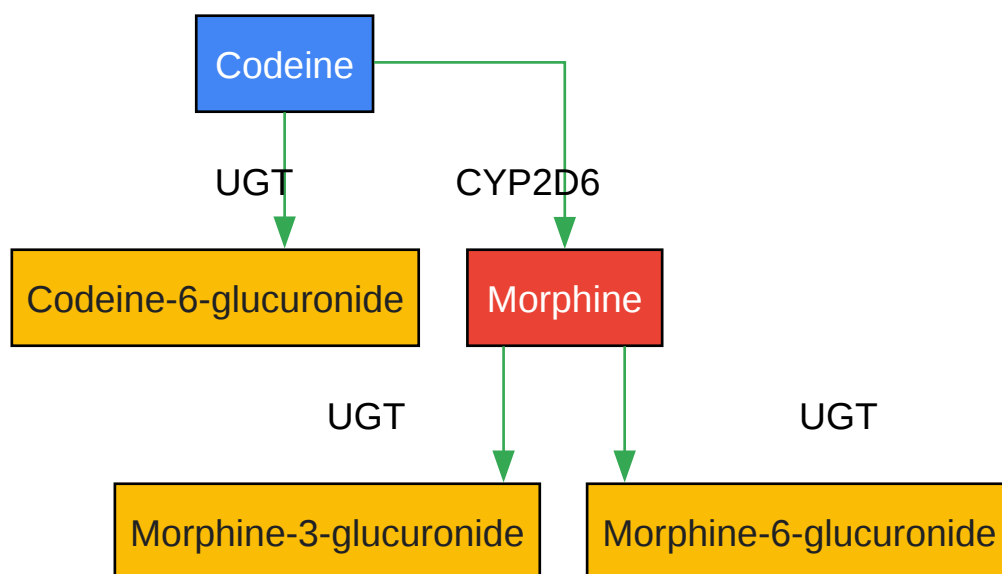 Codeine
UGT
CYP2D6
Codeine-6-glucuronide
Morphine
UGT
UGT
Morphine-3-glucuronide
Morphine-6-glucuronide